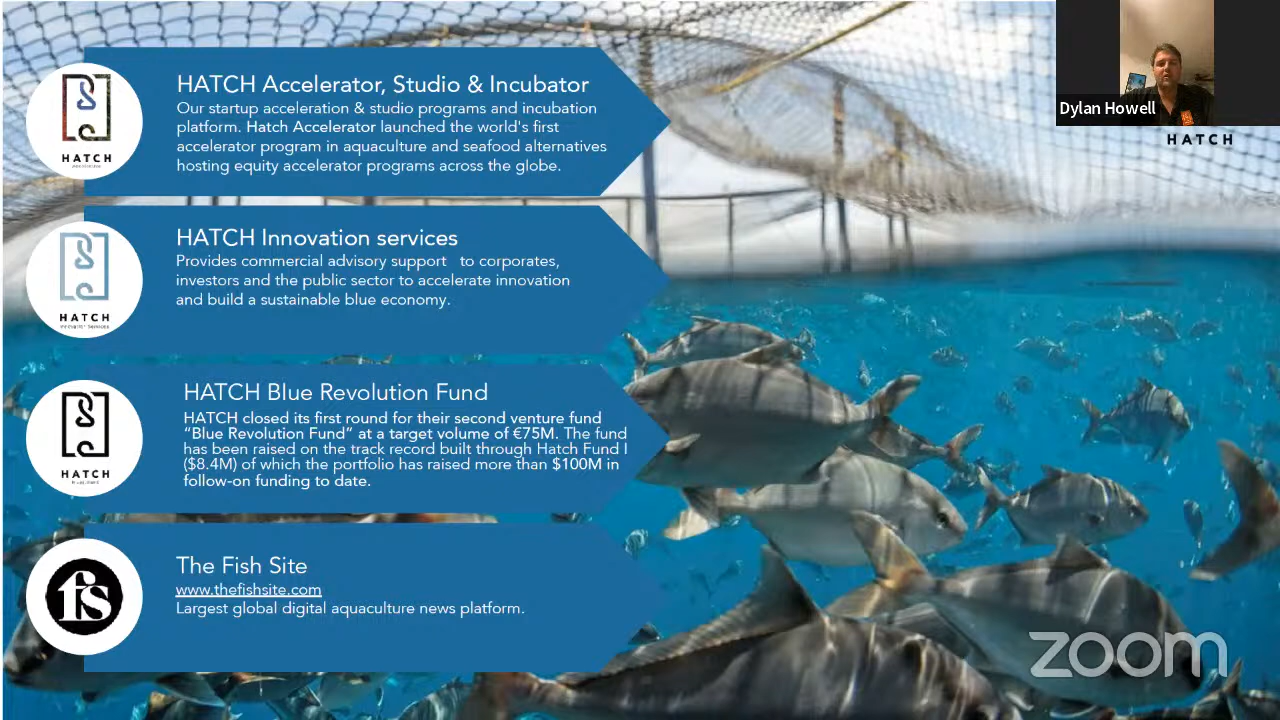 HATCH Accelerator, Studio & Incubator
Our startup acceleration & studio programs and incubation
platform. Hatch Accelerator launched the world's first
accelerator program in aquaculture and seafood alternatives
hosting equity accelerator programs across the globe.
HATCH
Dylan Howell
HATCH
HATCH Innovation services
Provides commercial advisory support to corporates,
investors and the public sector to accelerate innovation
and build a sustainable blue economy.
HATCH
Innovation Services
HATCH Blue Revolution Fund
HATCH closed its first round for their second venture fund
“Blue Revolution Fund” at a target volume of €75M. The fund
has been raised on the track record built through Hatch Fund I
($8.4M) of which the portfolio has raised more than $100M in
follow-on funding to date.
HATCH
The Fish Site
www.thefishsite.com
Largest global digital aquaculture news platform.
fs
zoom